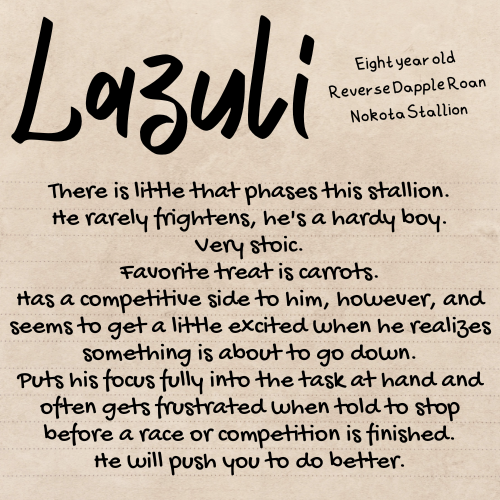 Lazuli
Eight year old
Reverse Dapple Roan
Nokota Stallion
There is little that phases this stallion.
He rarely frightens, he's a hardy boy.
Very stoic.
Favorite treat is carrots.
Has a competitive side to him, however, and
seems to get a little excited when he realizes
something is about to go down.
Puts his focus fully into the task at hand and
often gets frustrated when told to stop
before a race or competition is finished.
He will push you to do better.